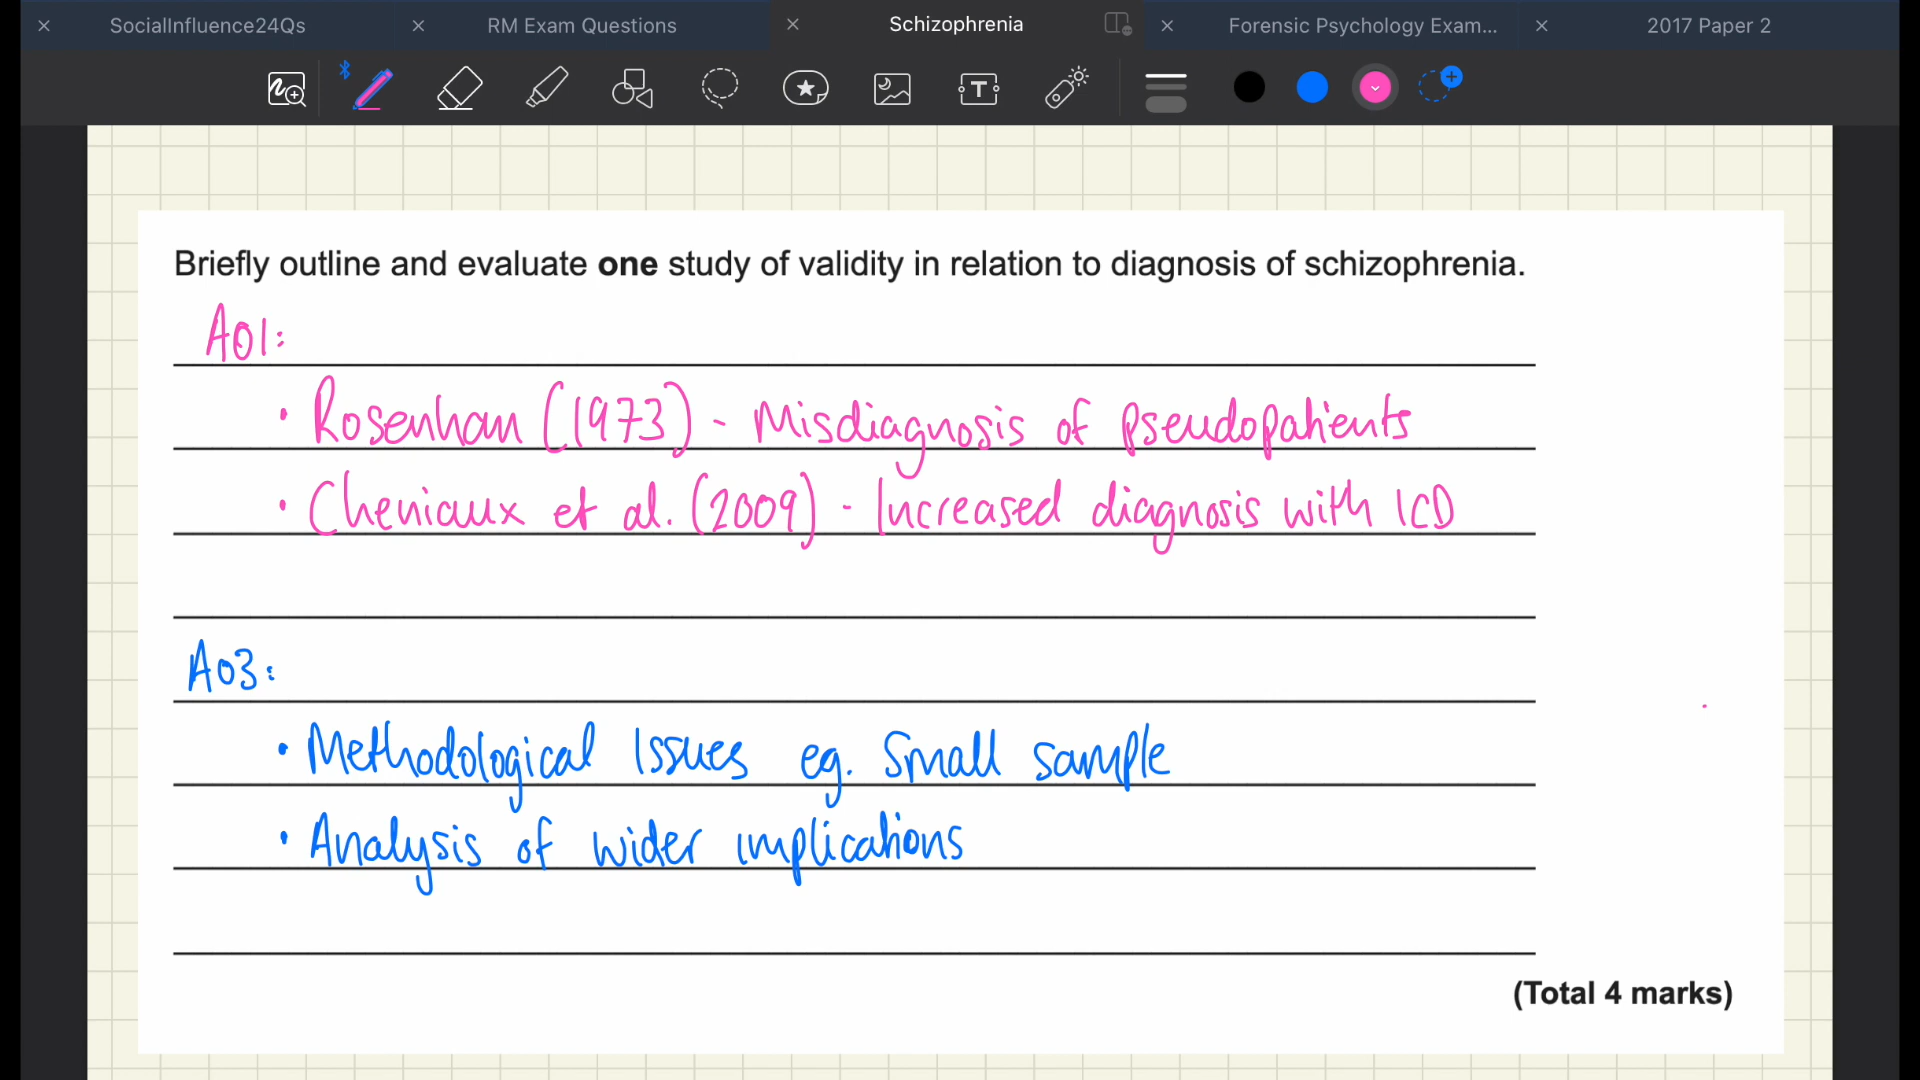 SocialInfluence24Qs RM Exam Questions Schizophrenia Forensic Psychology Exam... 2017 Paper 2
Briefly outline and evaluate one study of validity in relation to diagnosis of schizophrenia.
AO1:
• Rosenhan (1973) - Misdiagnosis of pseudopatients
• Cheniaux et al. (2009) - Increased diagnosis with ICD
AO3:
• Methodological Issues eg. Small sample
• Analysis of wider implications
(Total 4 marks)